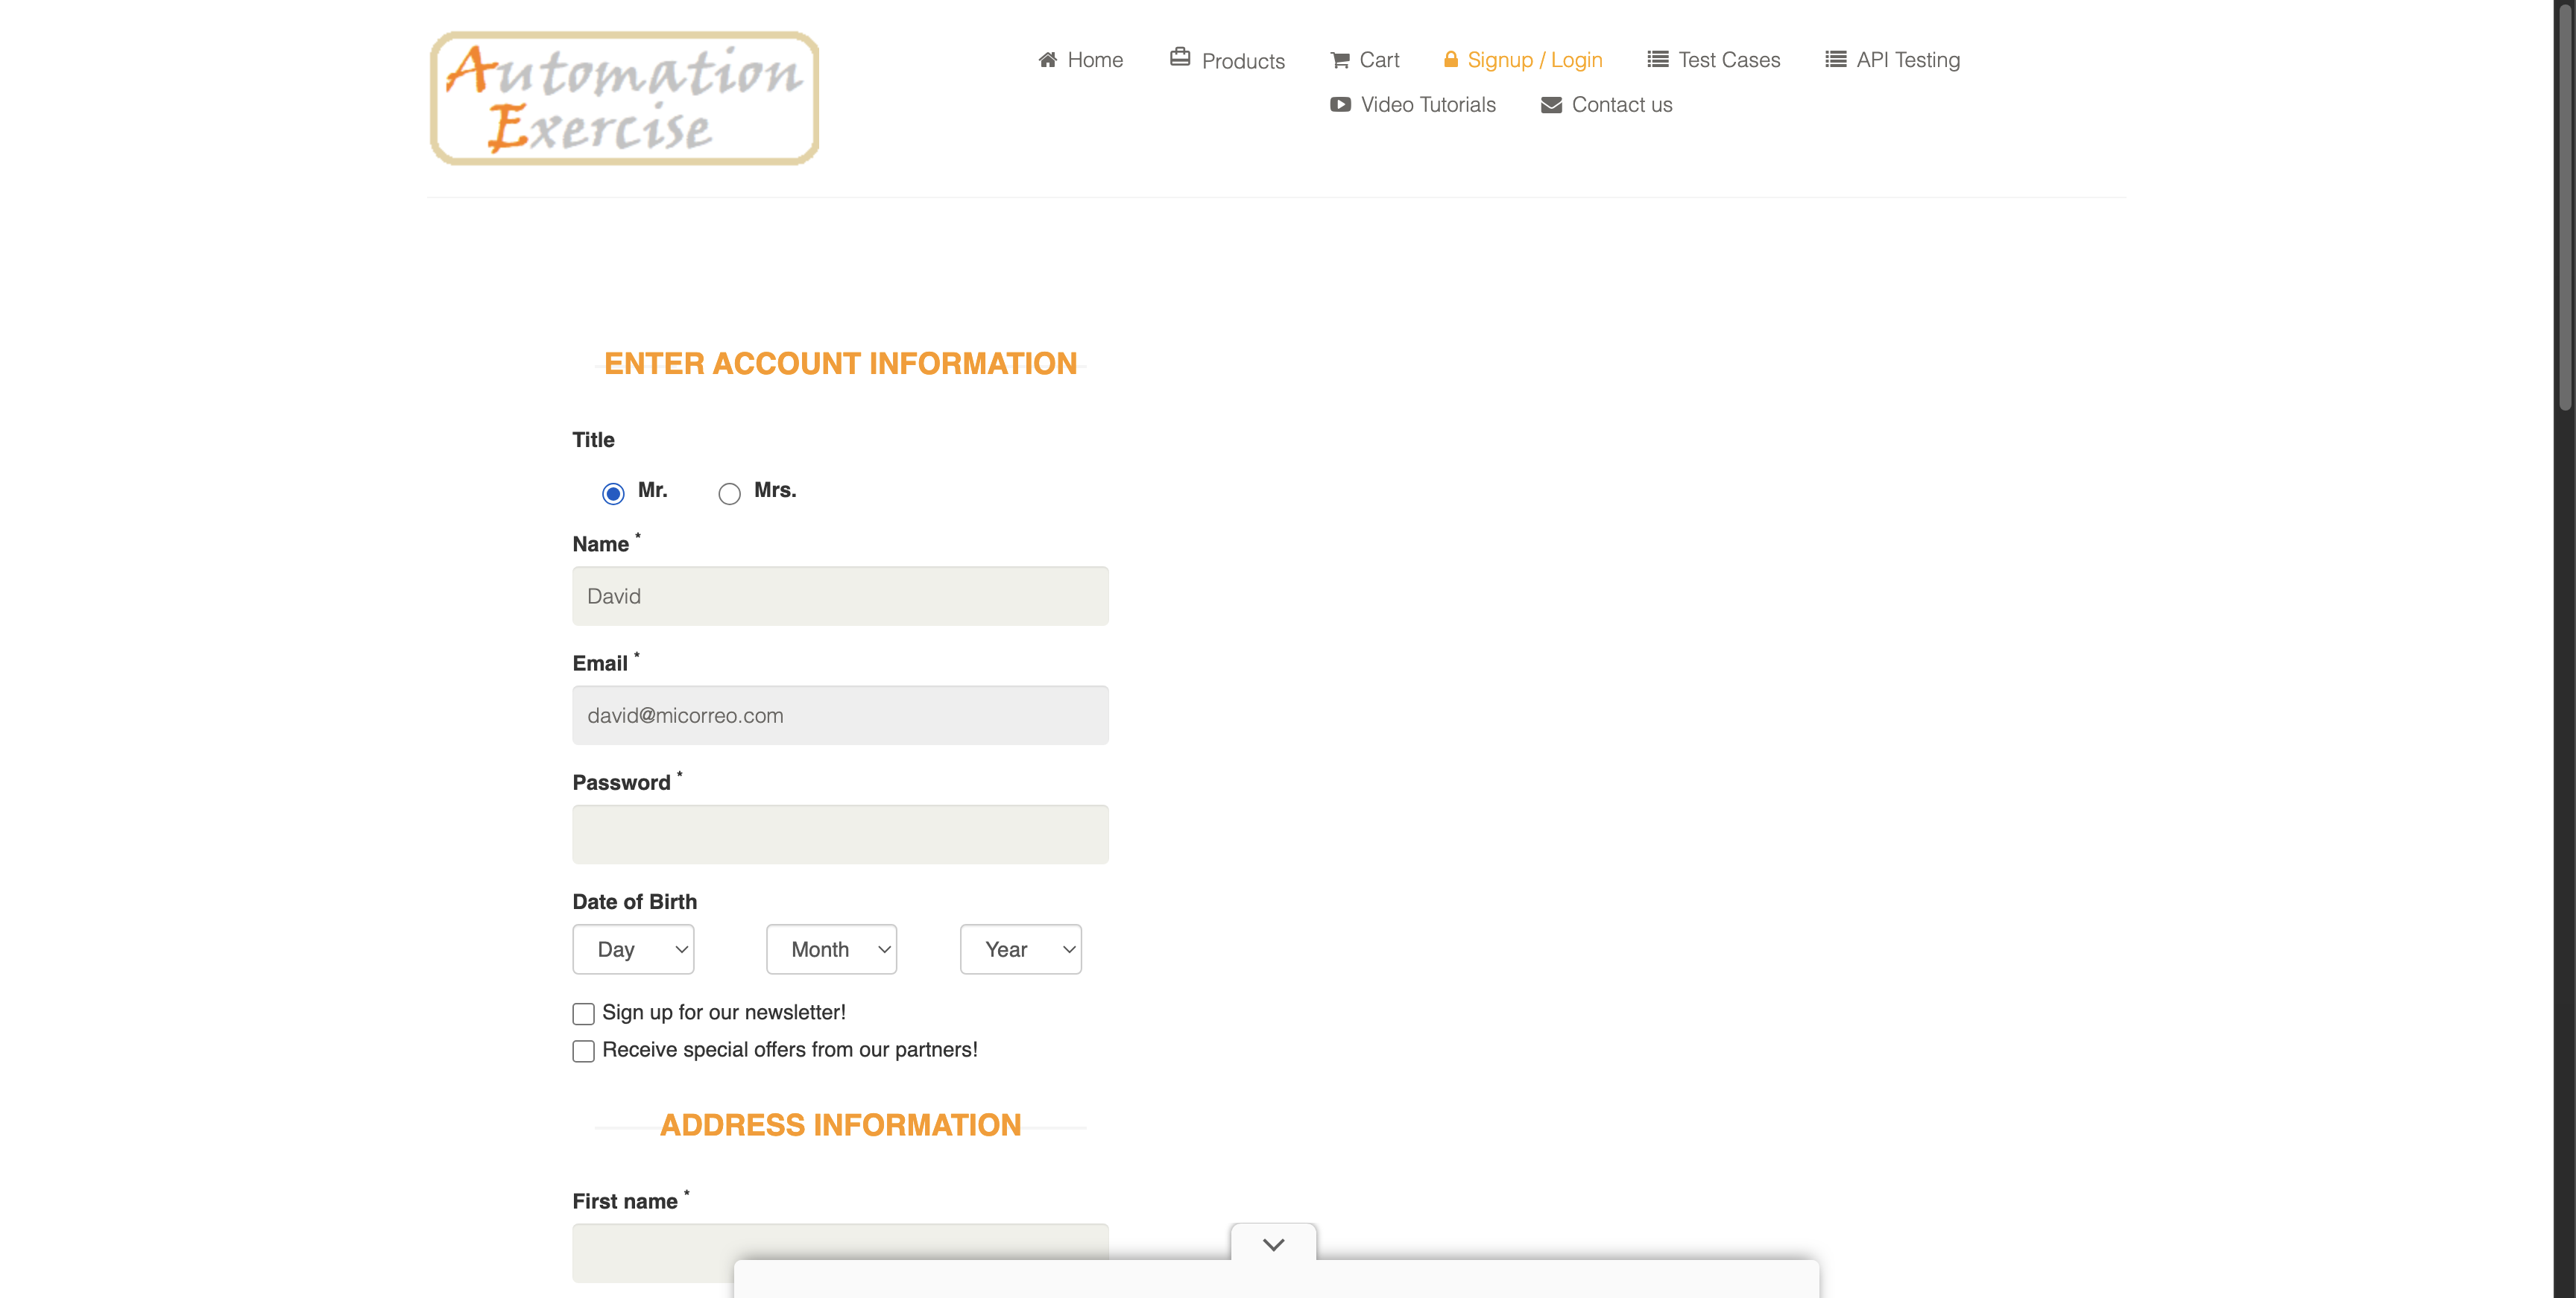 Automation
Exercise
Home
Products
Cart
Signup / Login
Test Cases
API Testing
Video Tutorials
Contact us
ENTER ACCOUNT INFORMATION
Title
Mr.
Mrs.
Name *
David
Email *
david@micorreo.com
Password *
Date of Birth
Day
Month
Year
Sign up for our newsletter!
Receive special offers from our partners!
ADDRESS INFORMATION
First name *